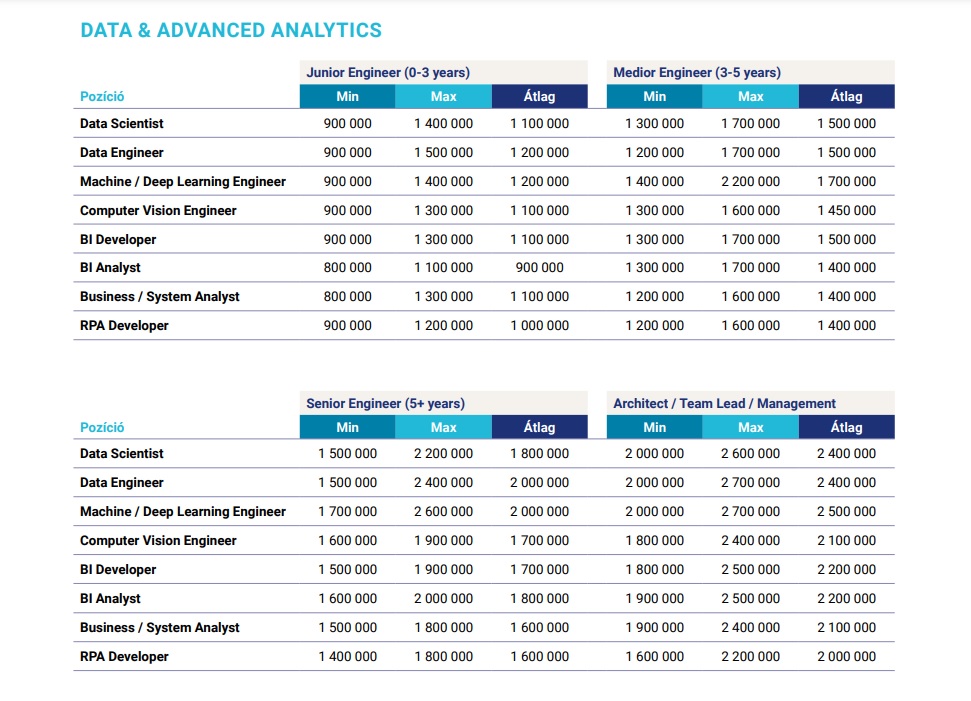 DATA & ADVANCED ANALYTICS
Junior Engineer (0-3 years) Medior Engineer (3-5 years)
Pozíció Min Max Átlag Min Max Átlag
Data Scientist 900 000 1 400 000 1 100 000 1 300 000 1 700 000 1 500 000
Data Engineer 900 000 1 500 000 1 200 000 1 200 000 1 700 000 1 500 000
Machine / Deep Learning Engineer 900 000 1 400 000 1 200 000 1 400 000 2 200 000 1 700 000
Computer Vision Engineer 900 000 1 300 000 1 100 000 1 300 000 1 600 000 1 450 000
BI Developer 900 000 1 300 000 1 100 000 1 300 000 1 700 000 1 500 000
BI Analyst 800 000 1 100 000 900 000 1 300 000 1 700 000 1 400 000
Business / System Analyst 800 000 1 300 000 1 100 000 1 200 000 1 600 000 1 400 000
RPA Developer 900 000 1 200 000 1 000 000 1 200 000 1 600 000 1 400 000
Senior Engineer (5+ years) Architect / Team Lead / Management
Pozíció Min Max Átlag Min Max Átlag
Data Scientist 1 500 000 2 200 000 1 800 000 2 000 000 2 600 000 2 400 000
Data Engineer 1 500 000 2 400 000 2 000 000 2 000 000 2 700 000 2 400 000
Machine / Deep Learning Engineer 1 700 000 2 600 000 2 000 000 2 000 000 2 700 000 2 500 000
Computer Vision Engineer 1 600 000 1 900 000 1 700 000 1 800 000 2 400 000 2 100 000
BI Developer 1 500 000 1 900 000 1 700 000 1 800 000 2 500 000 2 200 000
BI Analyst 1 600 000 2 000 000 1 800 000 1 900 000 2 500 000 2 200 000
Business / System Analyst 1 500 000 1 800 000 1 600 000 1 900 000 2 400 000 2 100 000
RPA Developer 1 400 000 1 800 000 1 600 000 1 600 000 2 200 000 2 000 000